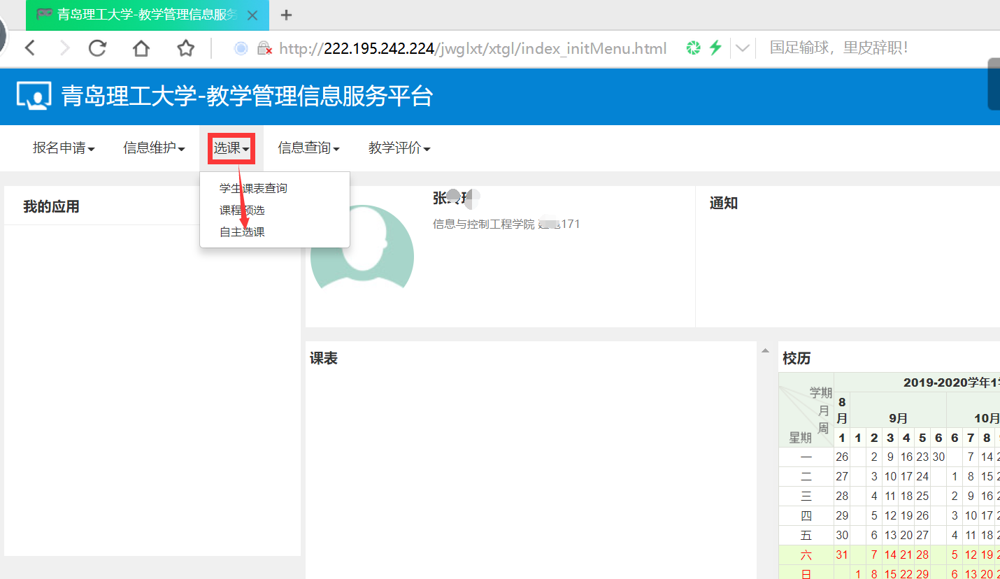 青岛理工大学-教学管理信息服务
http://222.195.242.224/jwglxt/xtgl/index_initMenu.html 国足输球，里皮辞职！
青岛理工大学-教学管理信息服务平台
报名申请 信息维护 选课 信息查询 教学评价
学生课表查询
课程预选
自主选课
我的应用
张
信息与控制工程学院 171
通知
课表
校历
2019-2020学年1
学期
月
周
星期
8月 9月 10月
1 1 2 3 4 5 6 6 7 8
一 26 2 9 16 23 30 7 14
二 27 3 10 17 24 1 8 15
三 28 4 11 18 25 2 9 16
四 29 5 12 19 26 3 10 17
五 30 6 13 20 27 4 11 18
六 31 7 14 21 28 5 12 19
日 1 8 15 22 29 6 13 20